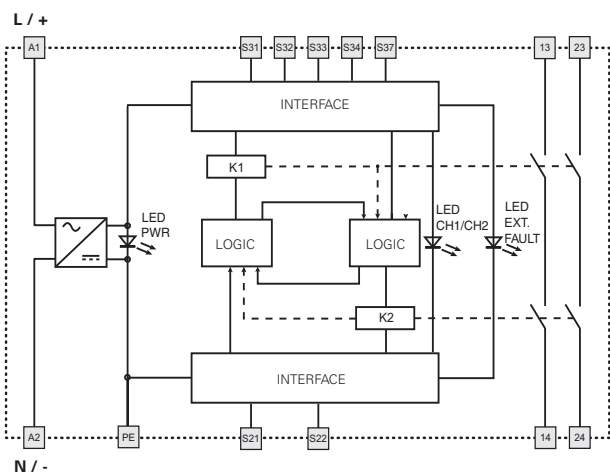 L / +
A1
S31
S32
S33
S34
S37
13
23
INTERFACE
K1
LED
PWR
LOGIC
LOGIC
LED
CH1/CH2
LED
EXT.
FAULT
K2
INTERFACE
A2
PE
S21
S22
14
24
N / -